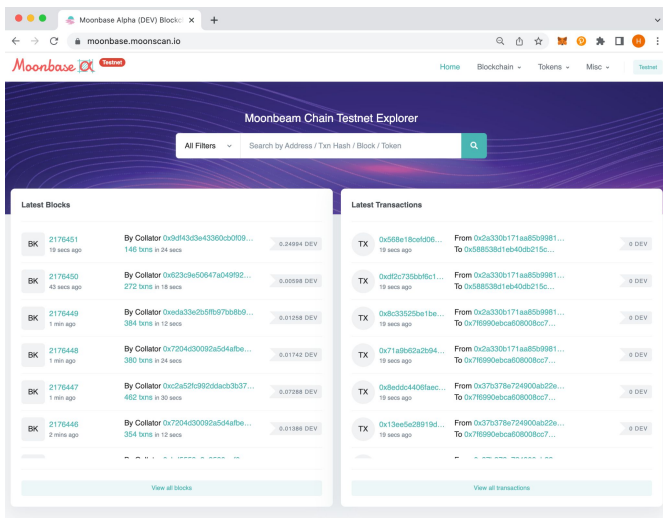 Moonbase Alpha (DEV) Blockc
moonbase.moonscan.io
H
Moonbase α Testnet
Home Blockchain Tokens Misc Testnet
Moonbeam Chain Testnet Explorer
All Filters Search by Address / Txn Hash / Block / Token
Latest Blocks
BK 2176451 By Collator 0x9df43d3e43360cb0f09... 0.24994 DEV
19 secs ago 146 txns in 24 secs
BK 2176450 By Collator 0x623c9e50647a049f92... 0.00598 DEV
43 secs ago 272 txns in 18 secs
BK 2176449 By Collator 0xeda33e2b5ffb97bb8b9... 0.01258 DEV
1 min ago 384 txns in 12 secs
BK 2176448 By Collator 0x7204d30092a5d4afbe... 0.01742 DEV
1 min ago 380 txns in 24 secs
BK 2176447 By Collator 0xc2a52fc992ddacb3b37... 0.07288 DEV
1 min ago 462 txns in 30 secs
BK 2176446 By Collator 0x7204d30092a5d4afbe... 0.01386 DEV
2 mins ago 354 txns in 12 secs
View all blocks
Latest Transactions
TX 0x568e18cefd06... From 0x2a330b171aa85b9981... 0 DEV
19 secs ago To 0x588538d1eb40db215c...
TX 0xdf2c735bbf6c1... From 0x2a330b171aa85b9981... 0 DEV
19 secs ago To 0x588538d1eb40db215c...
TX 0x8c33525be1be... From 0x2a330b171aa85b9981... 0 DEV
19 secs ago To 0x7f6990ebca608008cc7...
TX 0x71a9b62a2b94... From 0x2a330b171aa85b9981... 0 DEV
19 secs ago To 0x7f6990ebca608008cc7...
TX 0x8eddc4406faec... From 0x37b378e724900ab22e... 0 DEV
19 secs ago To 0x7f6990ebca608008cc7...
TX 0x13ee5e28919d... From 0x37b378e724900ab22e... 0 DEV
19 secs ago To 0x7f6990ebca608008cc7...
View all transactions